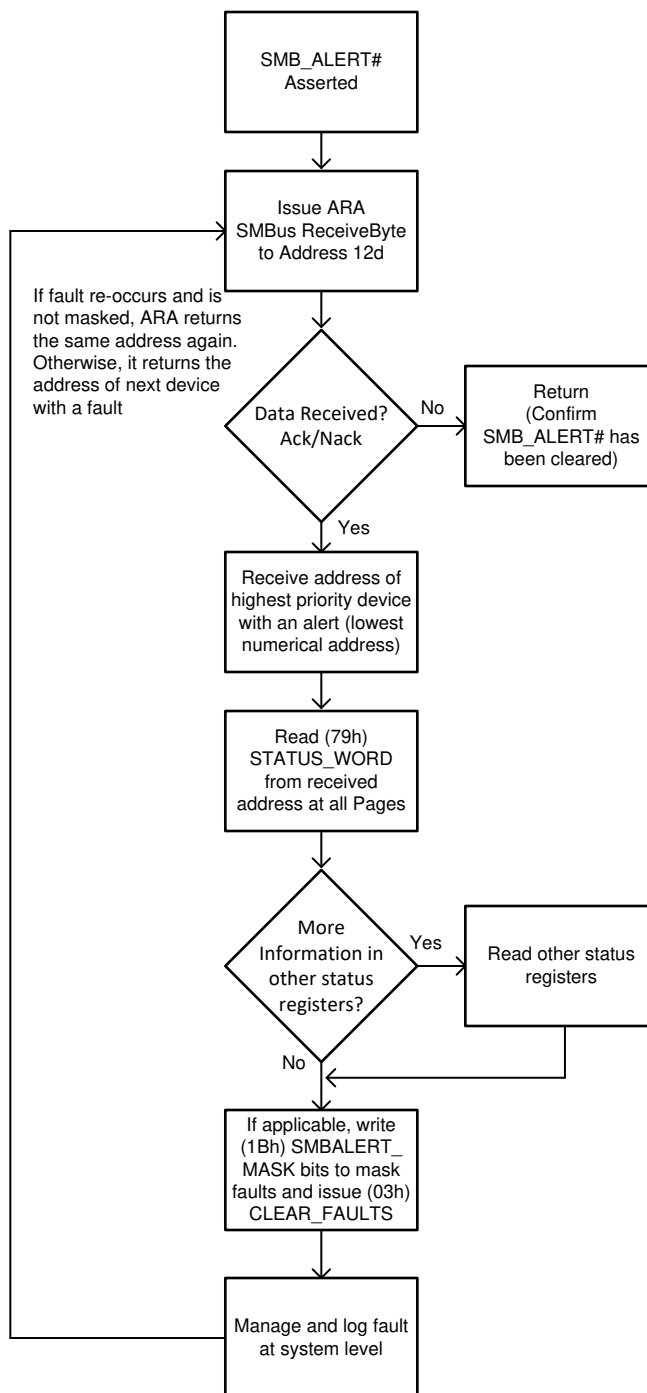 SMB_ALERT#
Asserted
Issue ARA
SMBus ReceiveByte
to Address 12d
If fault re-occurs and is
not masked, ARA returns
the same address again.
Otherwise, it returns the
address of next device
with a fault
Data Received?
Ack/Nack
No
Return
(Confirm
SMB_ALERT# has
been cleared)
Yes
Receive address of
highest priority device
with an alert (lowest
numerical address)
Read (79h)
STATUS_WORD
from received
address at all Pages
More
Information in
other status
registers?
Yes
Read other status
registers
No
If applicable, write
(1Bh) SMBALERT_
MASK bits to mask
faults and issue (03h)
CLEAR_FAULTS
Manage and log fault
at system level